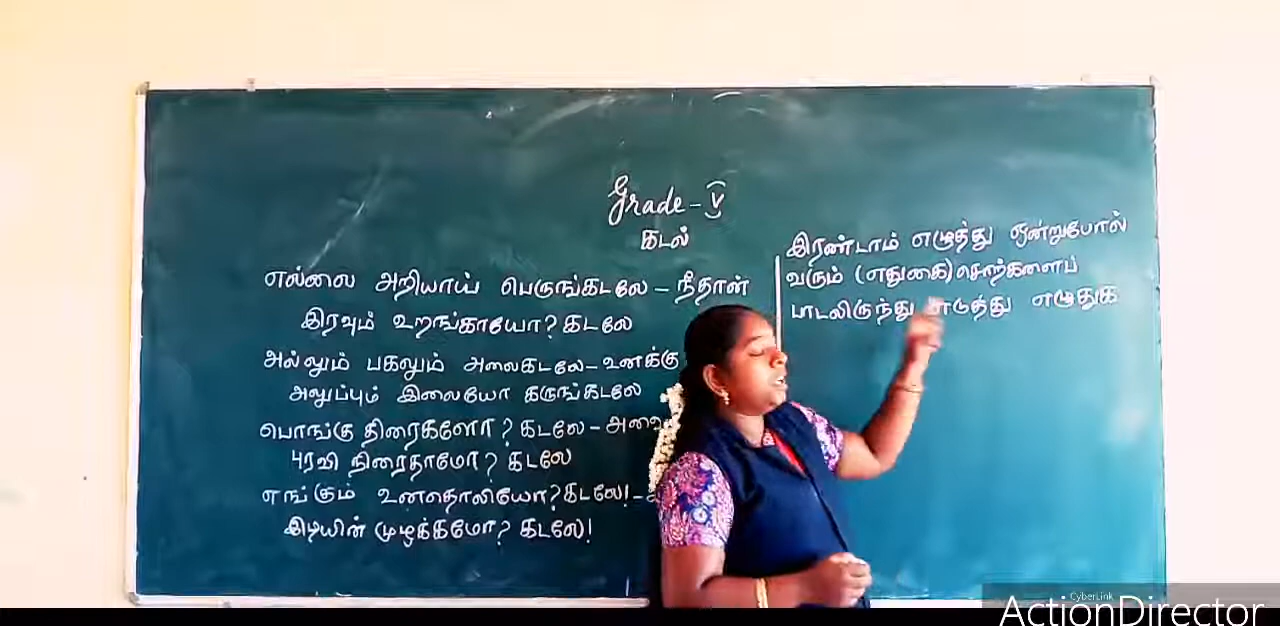 Grade - V
கடல்
எல்லை அறியாய் பெருங்கடலே - நீதான்
இரவும் உறங்காயோ? கடலே
அல்லும் பகலும் அலைகடலே - உனக்கு
அலுப்பும் இலையோ கருங்கடலே
பொங்கு திரைகளோ? கடலே -
புரவி நிரைதாமோ? கடலே
எங்கும் உனதொலியோ? கடலே! -
இடியின் முழக்கமோ? கடலே!
இரண்டாம் எழுத்து ஒன்றுபோல்
வரும் (எதுகை) சொற்களைப்
பாடலிருந்து எடுத்து எழுதுக
CyberLink
ActionDirector